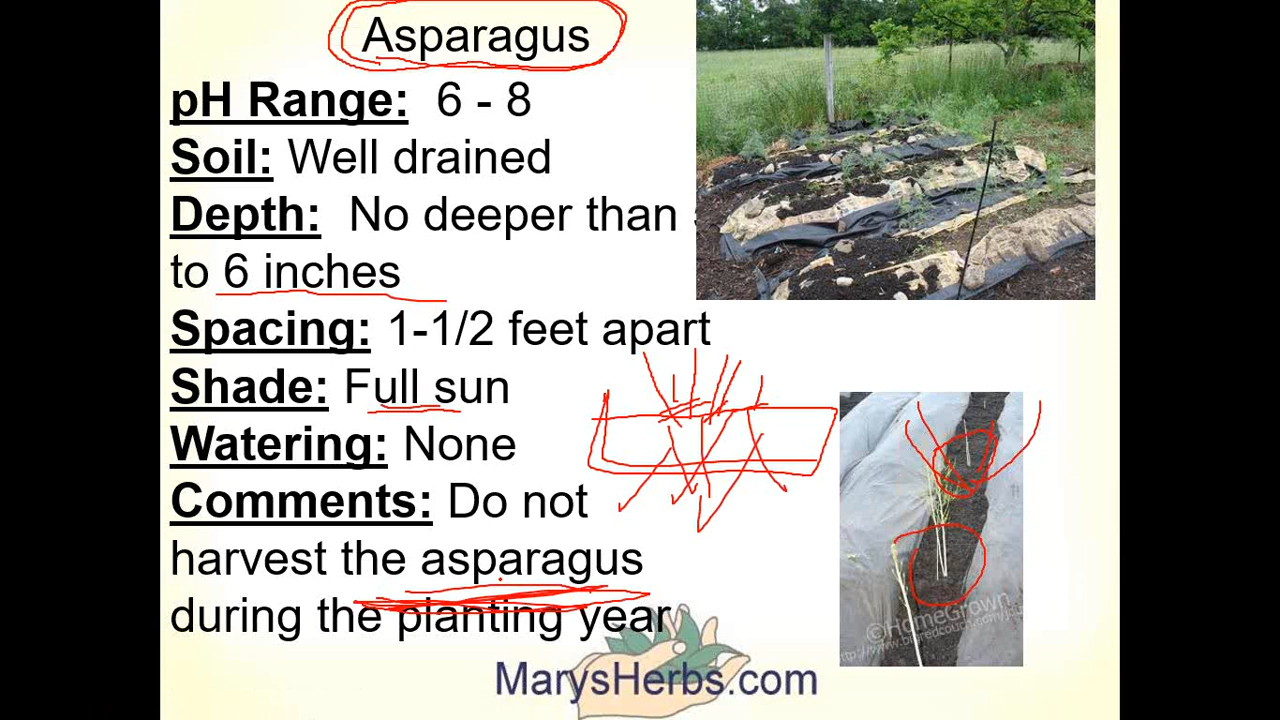 Asparagus
pH Range: 6 - 8
Soil: Well drained
Depth: No deeper than
to 6 inches
Spacing: 1-1/2 feet apart
Shade: Full sun
Watering: None
Comments: Do not
harvest the asparagus
during the planting year
©HomeGrown
MarysHerbs.com